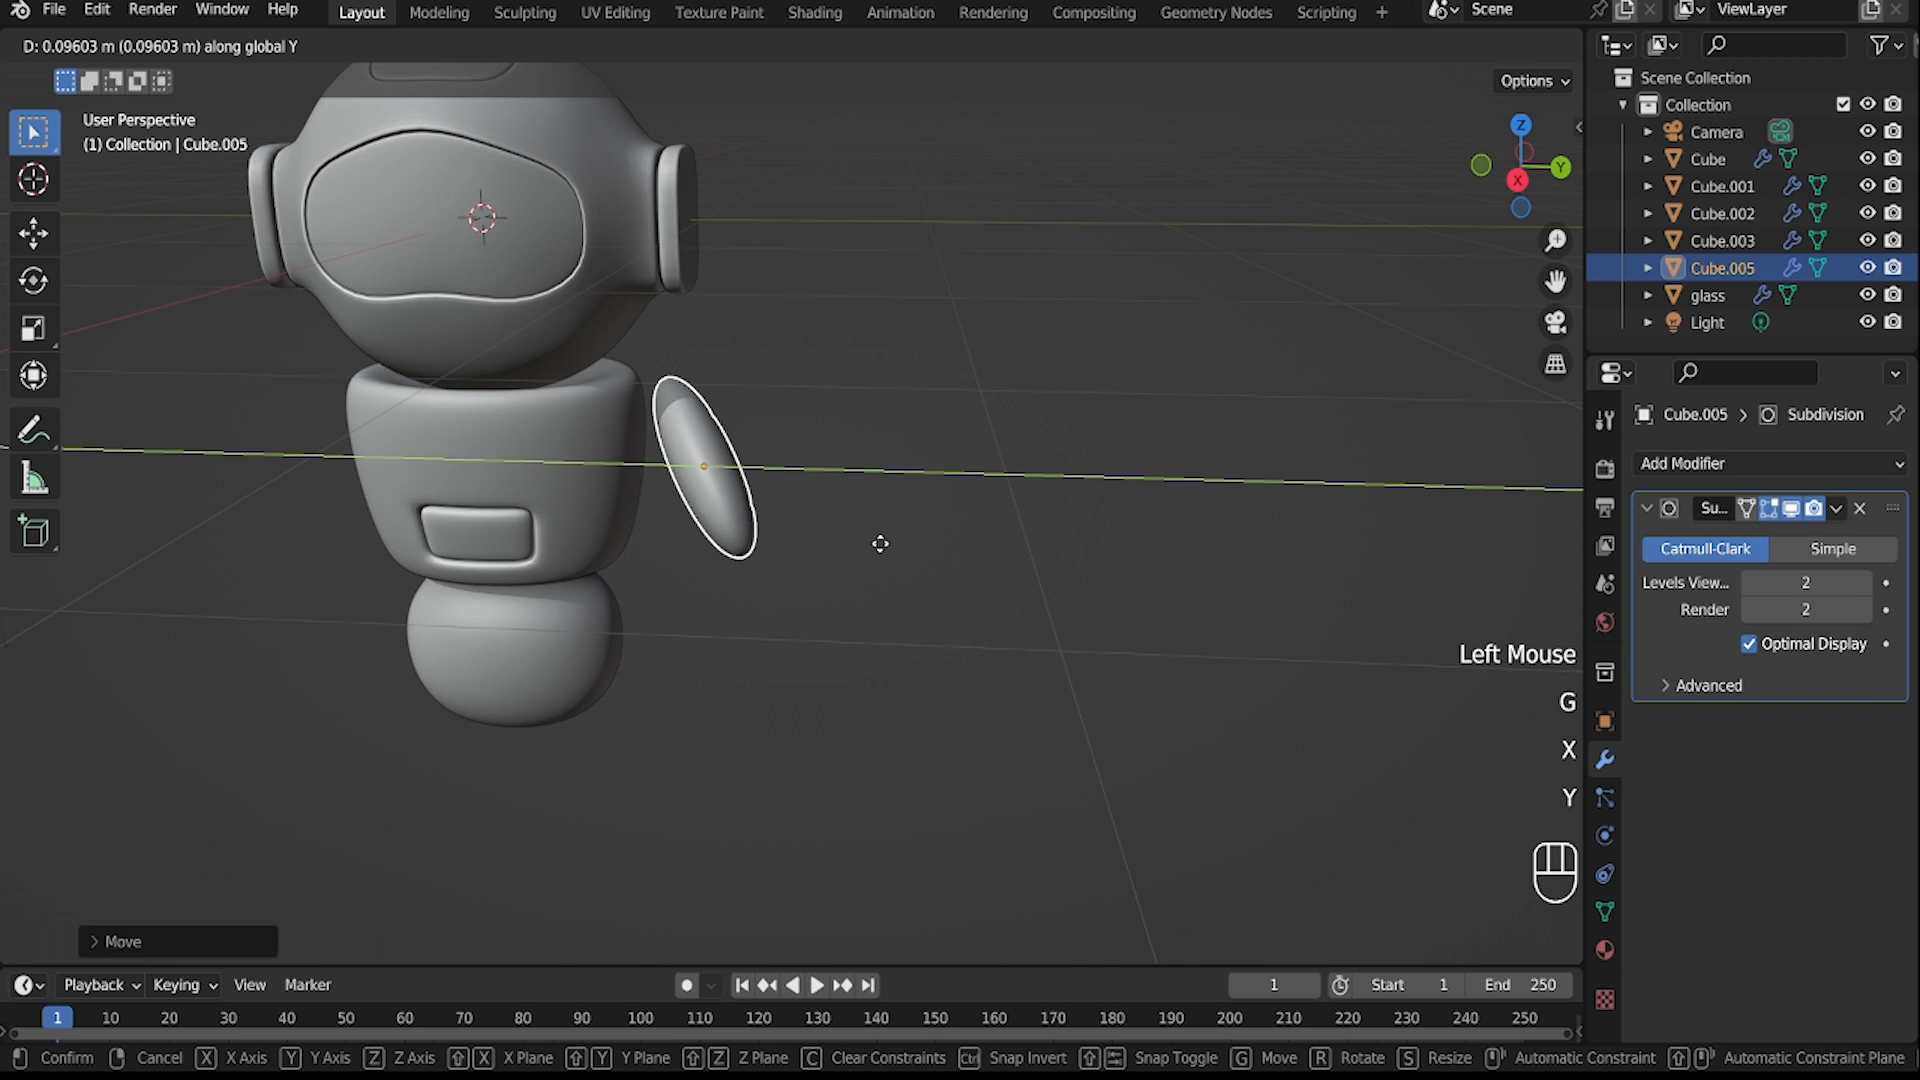 File Edit Render Window Help Layout Modeling Sculpting UV Editing Texture Paint Shading Animation Rendering Compositing Geometry Nodes Scripting + Scene ViewLayer
D: 0.09603 m (0.09603 m) along global Y
Options
User Perspective
(1) Collection | Cube.005
Z
Y
X
Scene Collection
Collection
Camera
Cube
Cube.001
Cube.002
Cube.003
Cube.005
glass
Light
Cube.005 > Subdivision
Add Modifier
Su...
Catmull-Clark Simple
Levels View... 2
Render 2
Optimal Display
Advanced
Left Mouse
G
X
Y
Move
Playback Keying View Marker 1 Start 1 End 250
1 10 20 30 40 50 60 70 80 90 100 110 120 130 140 150 160 170 180 190 200 210 220 230 240 250
Confirm Cancel X X Axis Y Y Axis Z Z Axis X X Plane Y Y Plane Z Z Plane C Clear Constraints Ctrl Snap Invert Snap Toggle G Move R Rotate S Resize Automatic Constraint Automatic Constraint Plane